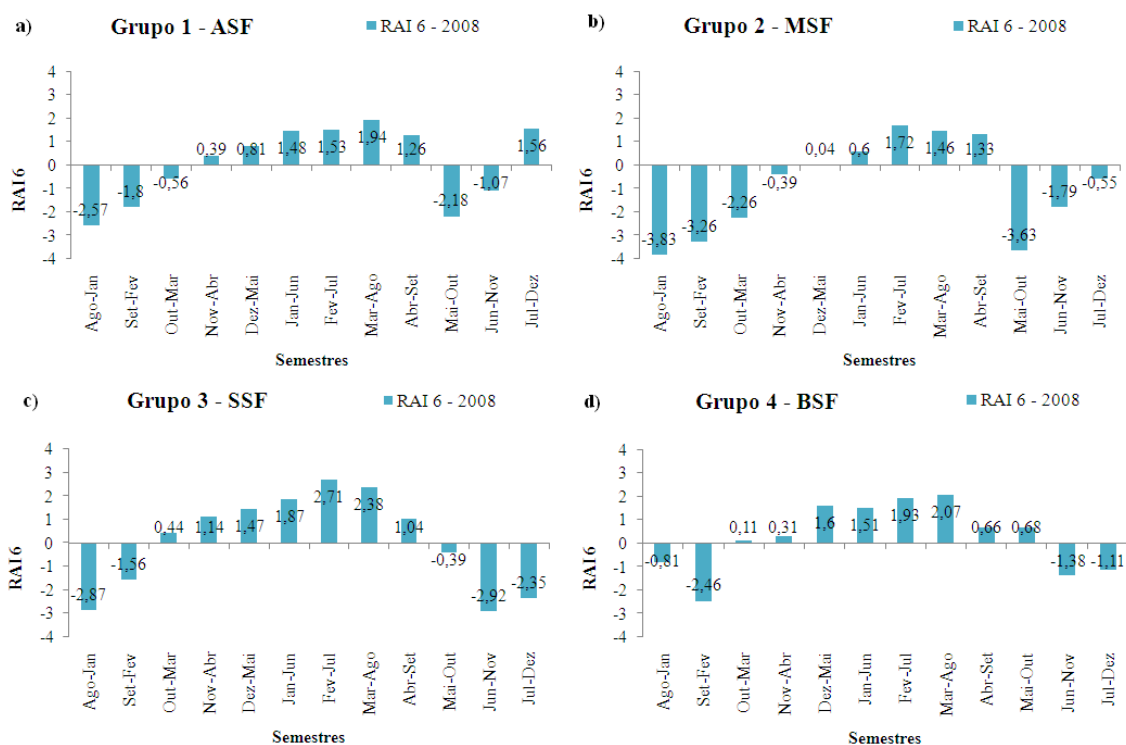 a) Grupo 1 - ASF RAI 6 - 2008
4
3
2
1
0
-1
-2
-3
-4
RAI6
-2,57 -1,8 -0,56 0,39 0,81 1,48 1,53 1,94 1,26 -2,18 -1,07 1,56
Ago-Jan Set-Fev Out-Mar Nov-Abr Dez-Mai Jan-Jun Fev-Jul Mar-Ago Abr-Set Mai-Out Jun-Nov Jul-Dez
Semestres
b) Grupo 2 - MSF RAI 6 - 2008
4
3
2
1
0
-1
-2
-3
-4
RAI6
-3,83 -3,26 -2,26 -0,39 0,04 0,6 1,72 1,46 1,33 -3,63 -1,79 -0,55
Ago-Jan Set-Fev Out-Mar Nov-Abr Dez-Mai Jan-Jun Fev-Jul Mar-Ago Abr-Set Mai-Out Jun-Nov Jul-Dez
Semestres
c) Grupo 3 - SSF RAI 6 - 2008
4
3
2
1
0
-1
-2
-3
-4
RAI6
-2,87 -1,56 0,44 1,14 1,47 1,87 2,71 2,38 1,04 -0,39 -2,92 -2,35
Ago-Jan Set-Fev Out-Mar Nov-Abr Dez-Mai Jan-Jun Fev-Jul Mar-Ago Abr-Set Mai-Out Jun-Nov Jul-Dez
Semestres
d) Grupo 4 - BSF RAI 6 - 2008
4
3
2
1
0
-1
-2
-3
-4
RAI6
-0,81 -2,46 0,11 0,31 1,6 1,51 1,93 2,07 0,66 0,68 -1,38 -1,11
Ago-Jan Set-Fev Out-Mar Nov-Abr Dez-Mai Jan-Jun Fev-Jul Mar-Ago Abr-Set Mai-Out Jun-Nov Jul-Dez
Semestres